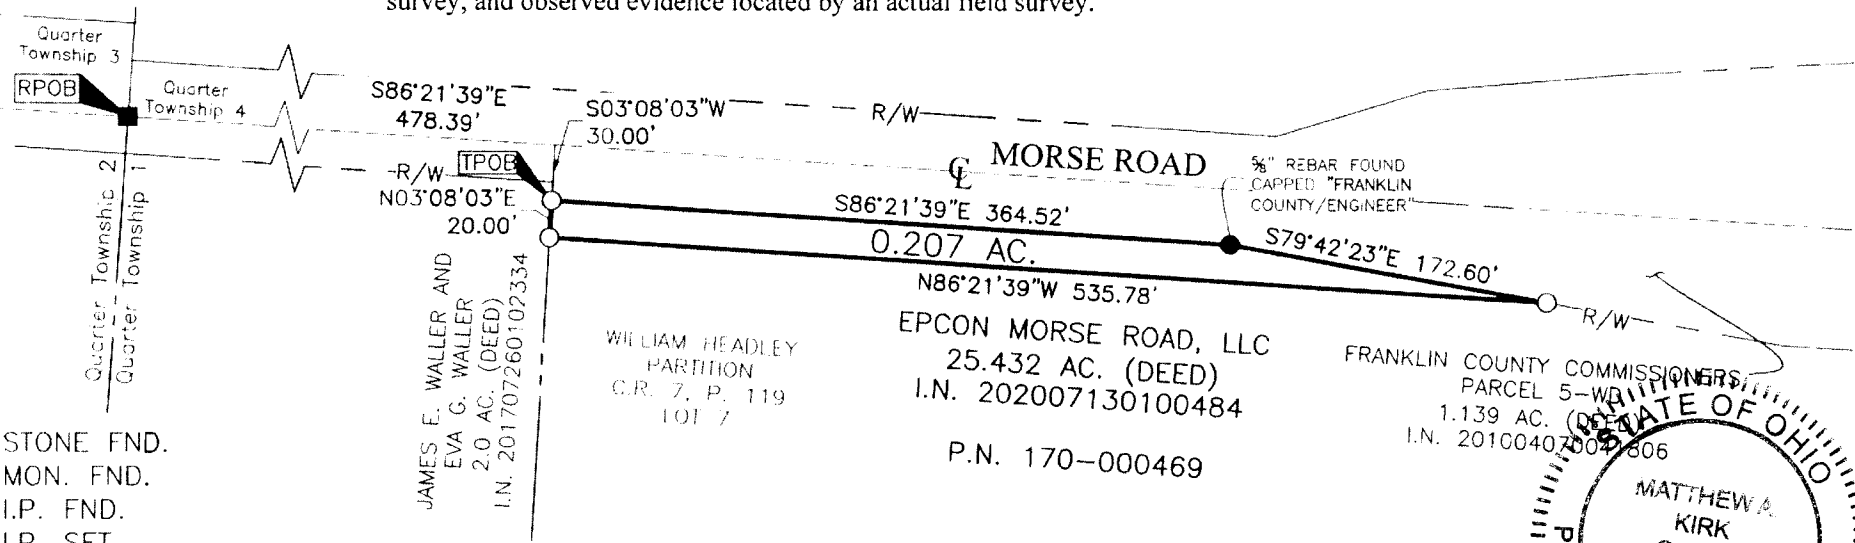 survey, and observed evidence located by an actual field survey.
Quarter
Township 3
RPOB
Quarter
Township 4
Quarter Township 2
Quarter Township 1
S86°21'39"E
478.39'
S03°08'03"W
30.00'
R/W
R/W
TPOB
N03°08'03"E
20.00'
℄ MORSE ROAD
⅝" REBAR FOUND
CAPPED "FRANKLIN
COUNTY/ENGINEER"
S86°21'39"E 364.52'
0.207 AC.
S79°42'23"E 172.60'
N86°21'39"W 535.78'
R/W
JAMES E. WALLER AND
EVA G. WALLER
2.0 AC. (DEED)
I.N. 201707260102334
WILLIAM HEADLEY
PARTITION
C.R. 7, P. 119
LOT 7
EPCON MORSE ROAD, LLC
25.432 AC. (DEED)
I.N. 202007130100484
P.N. 170-000469
FRANKLIN COUNTY COMMISSIONERS
PARCEL 5-WD
1.139 AC. (DEED)
I.N. 201004070041806
STONE FND.
MON. FND.
I.P. FND.
I.P. SET
STATE OF OHIO
MATTHEW A.
KIRK